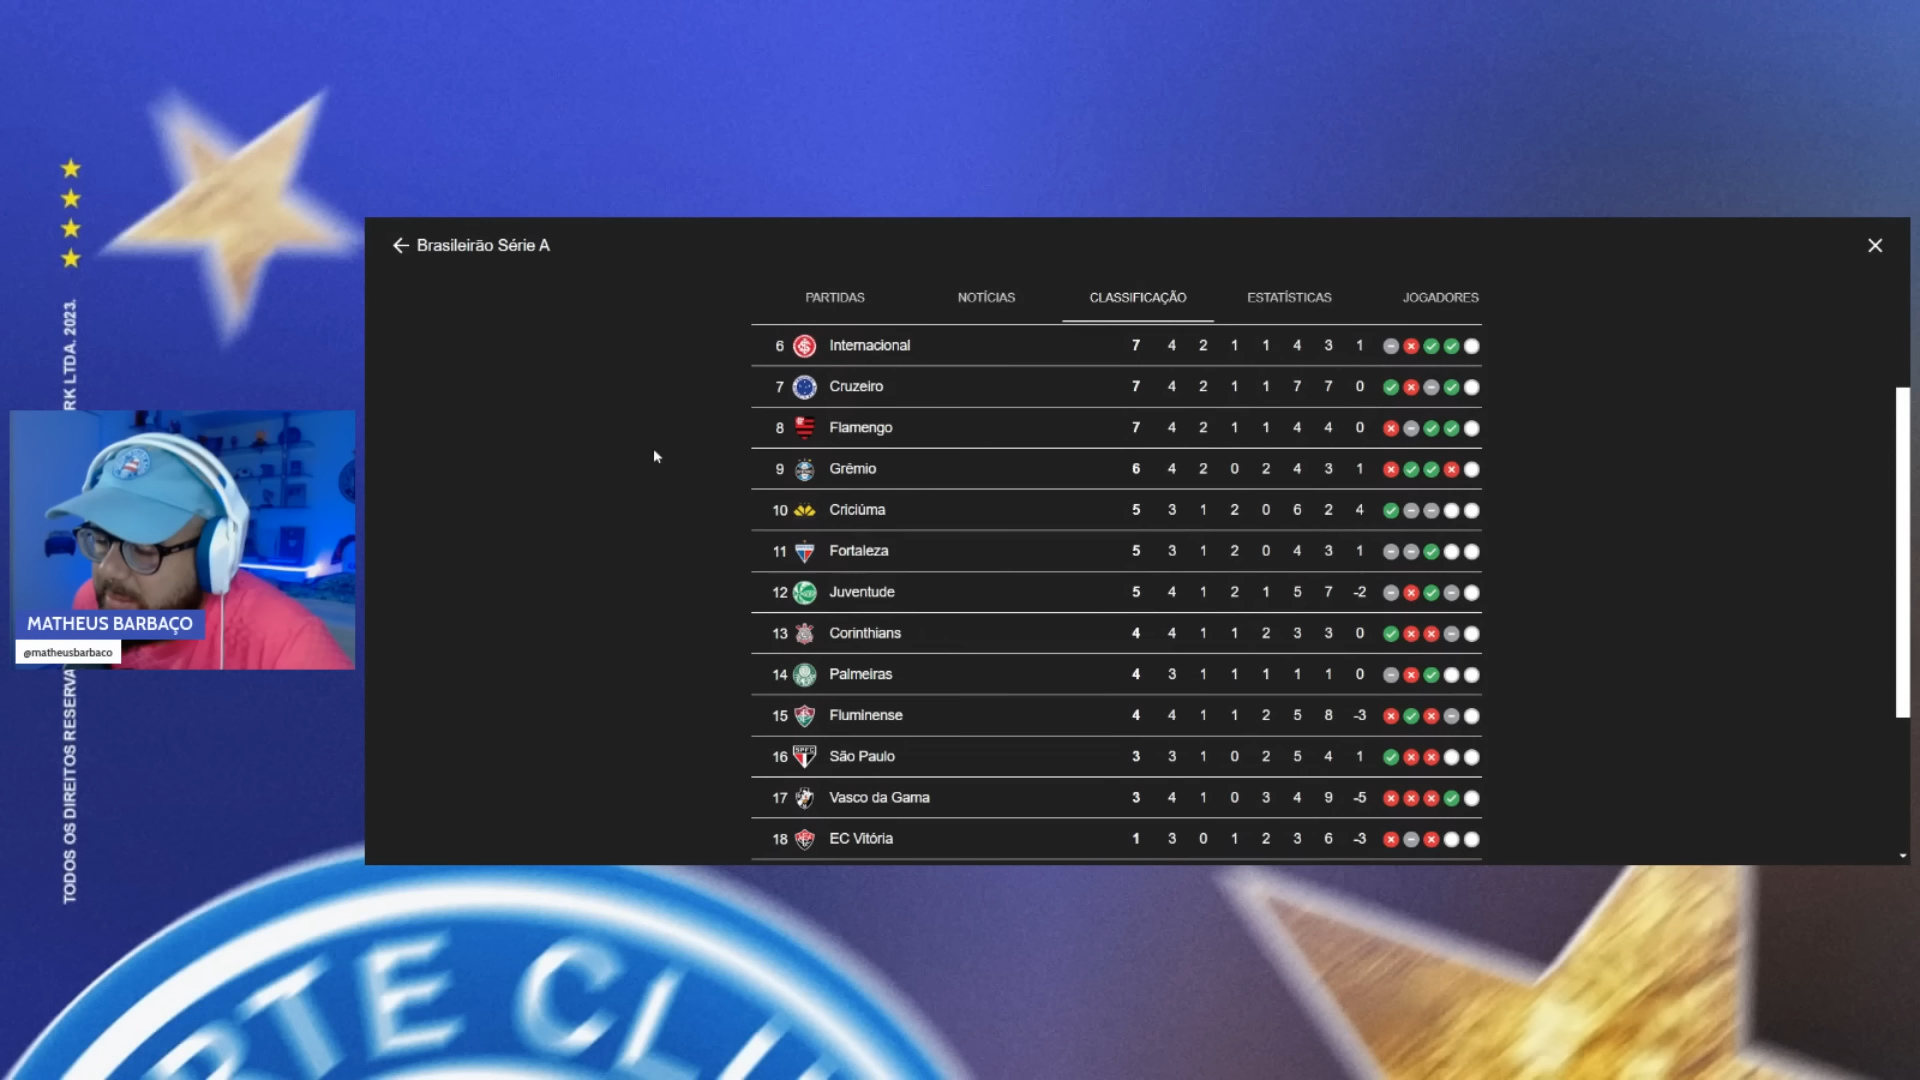 TODOS OS DIREITOS RESERVA
RK LTDA. 2023.
MATHEUS BARBAÇO
@matheusbarbaco
Brasileirão Série A
PARTIDAS NOTÍCIAS CLASSIFICAÇÃO ESTATÍSTICAS JOGADORES
6 Internacional 7 4 2 1 1 4 3 1
7 Cruzeiro 7 4 2 1 1 7 7 0
8 Flamengo 7 4 2 1 1 4 4 0
9 Grêmio 6 4 2 0 2 4 3 1
10 Criciúma 5 3 1 2 0 6 2 4
11 Fortaleza 5 3 1 2 0 4 3 1
12 Juventude 5 4 1 2 1 5 7 -2
13 Corinthians 4 4 1 1 2 3 3 0
14 Palmeiras 4 3 1 1 1 1 1 0
15 Fluminense 4 4 1 1 2 5 8 -3
16 São Paulo 3 3 1 0 2 5 4 1
17 Vasco da Gama 3 4 1 0 3 4 9 -5
18 EC Vitória 1 3 0 1 2 3 6 -3
RTE CLU